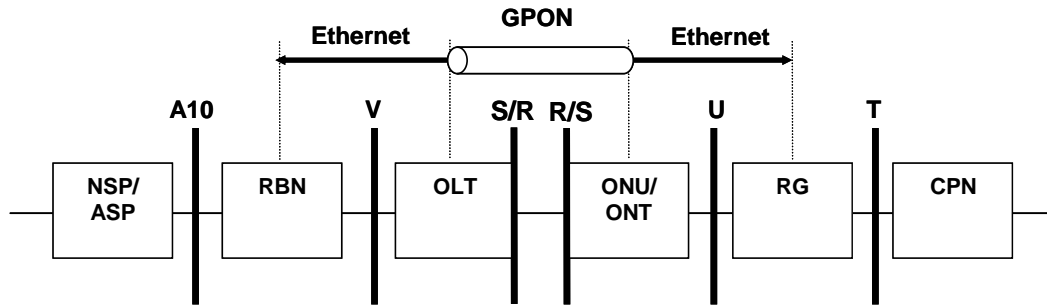 GPON
Ethernet
Ethernet
A10
V
S/R
R/S
U
T
NSP/
ASP
RBN
OLT
ONU/
ONT
RG
CPN